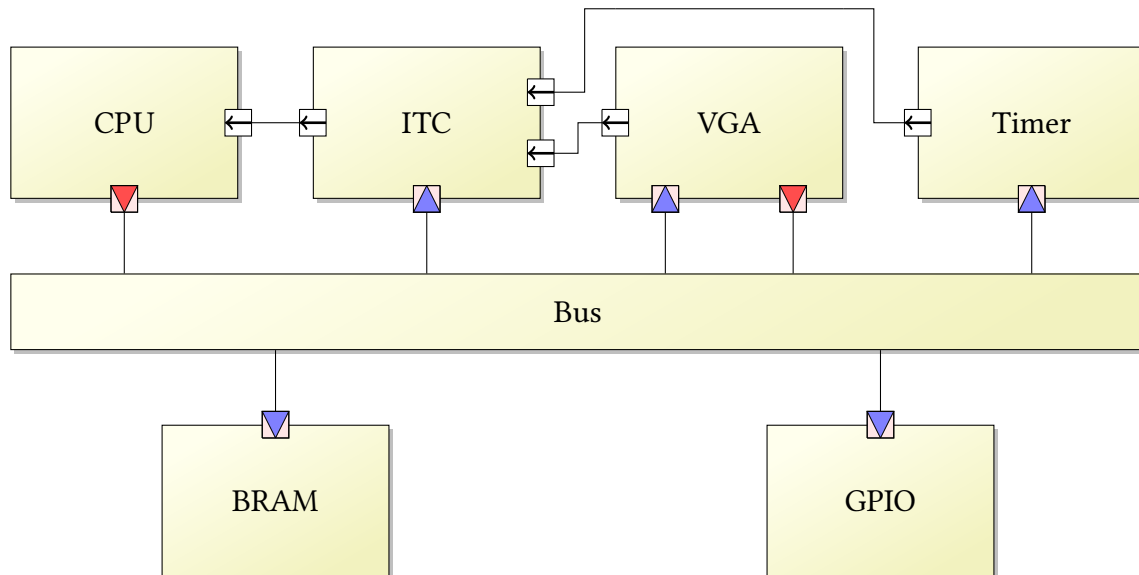 CPU
ITC
VGA
Timer
Bus
BRAM
GPIO